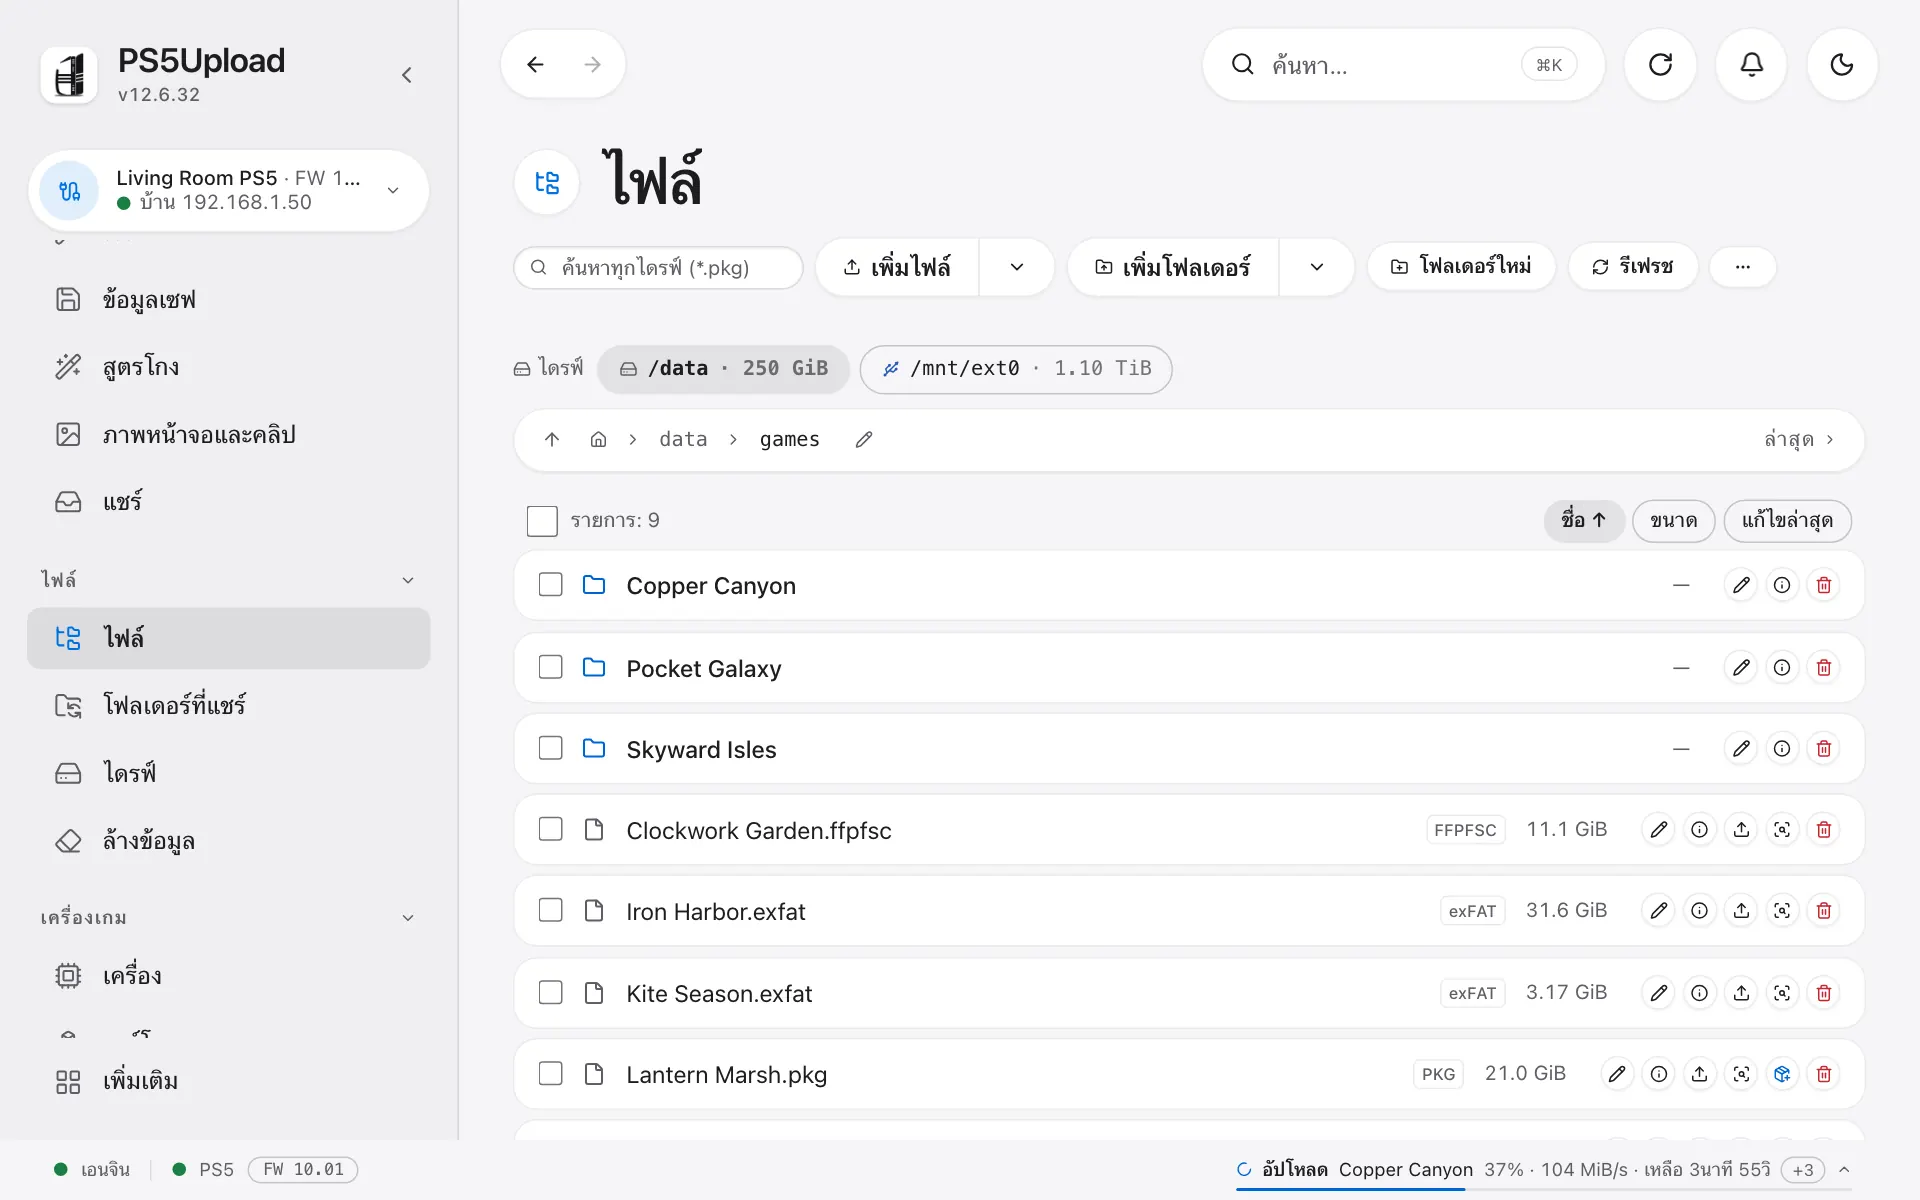 PS5Upload
v12.6.32
Living Room PS5 · FW 1...
บ้าน 192.168.1.50
ข้อมูลเซฟ
สูตรโกง
ภาพหน้าจอและคลิป
แชร์
ไฟล์
ไฟล์
โฟลเดอร์ที่แชร์
ไดรฟ์
ล้างข้อมูล
เครื่องเกม
เครื่อง
เพิ่มเติม
ค้นหา... ⌘K
ไฟล์
ค้นหาทุกไดรฟ์ (*.pkg)
เพิ่มไฟล์
เพิ่มโฟลเดอร์
โฟลเดอร์ใหม่
รีเฟรช
ไดรฟ์
/data · 250 GiB
/mnt/ext0 · 1.10 TiB
data > games
ล่าสุด
รายการ: 9
ชื่อ ↑
ขนาด
แก้ไขล่าสุด
Copper Canyon —
Pocket Galaxy —
Skyward Isles —
Clockwork Garden.ffpfsc FFPFSC 11.1 GiB
Iron Harbor.exfat exFAT 31.6 GiB
Kite Season.exfat exFAT 3.17 GiB
Lantern Marsh.pkg PKG 21.0 GiB
เอนจิน
PS5
FW 10.01
อัปโหลด Copper Canyon 37% · 104 MiB/s · เหลือ 3นาที 55วิ +3